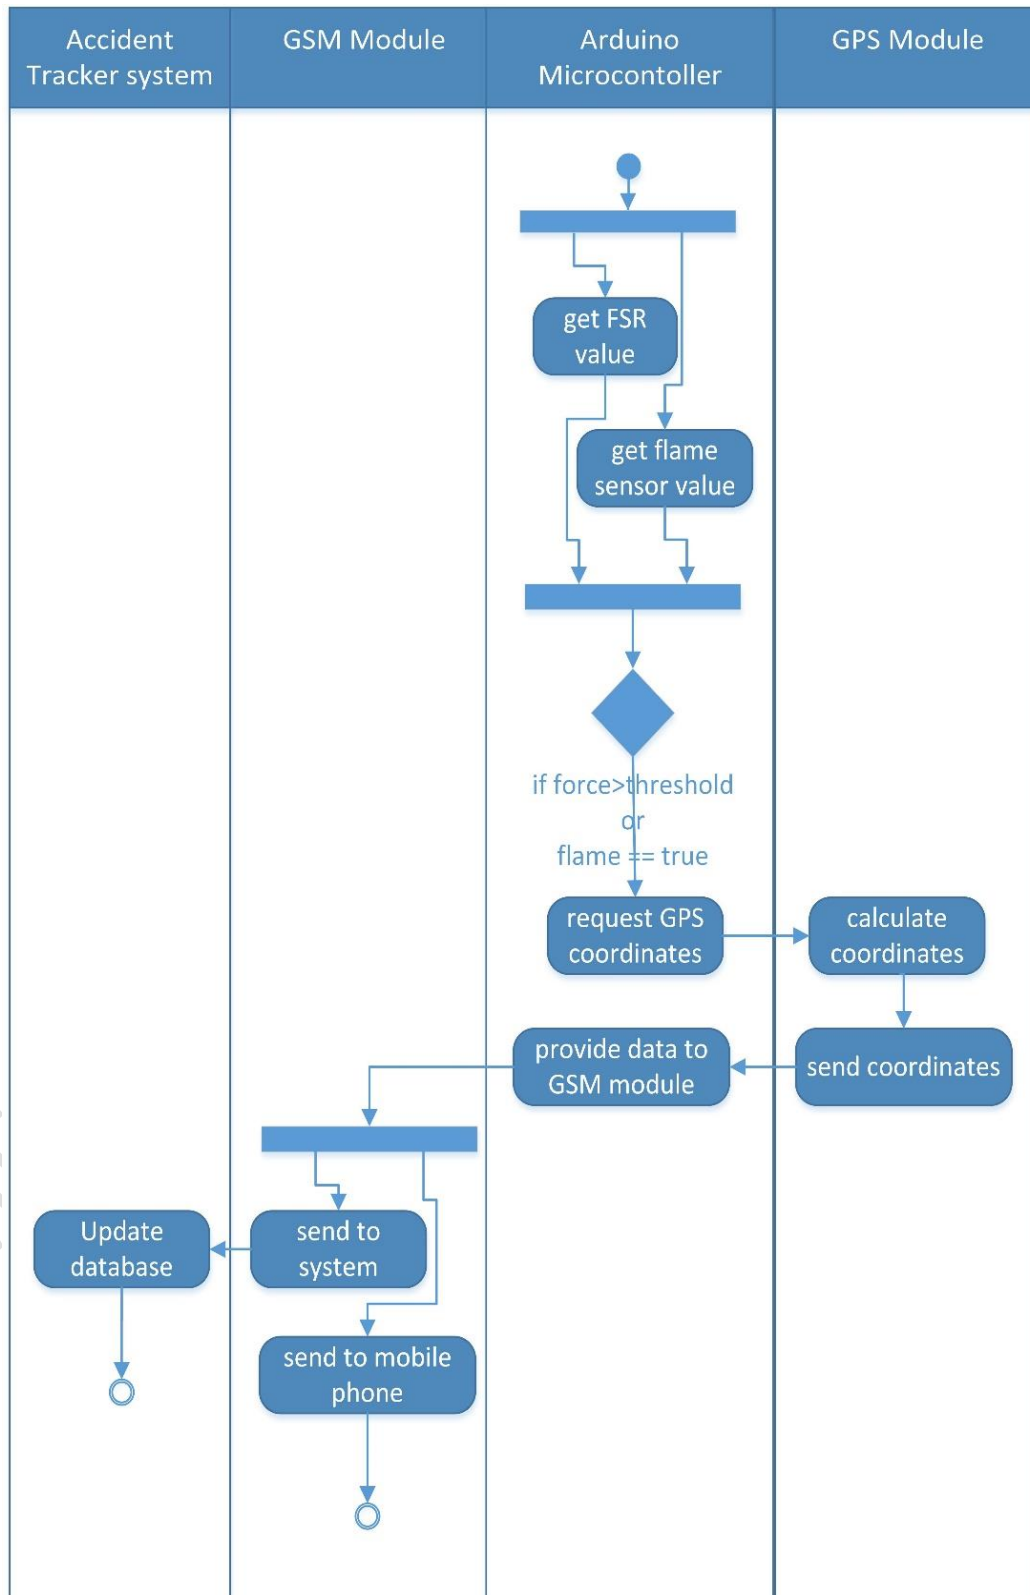 Accident
Tracker system
GSM Module
Arduino
Microcontoller
GPS Module
get FSR
value
get flame
sensor value
if force>threshold
or
flame == true
request GPS
coordinates
calculate
coordinates
provide data to
GSM module
send coordinates
Update
database
send to
system
send to mobile
phone